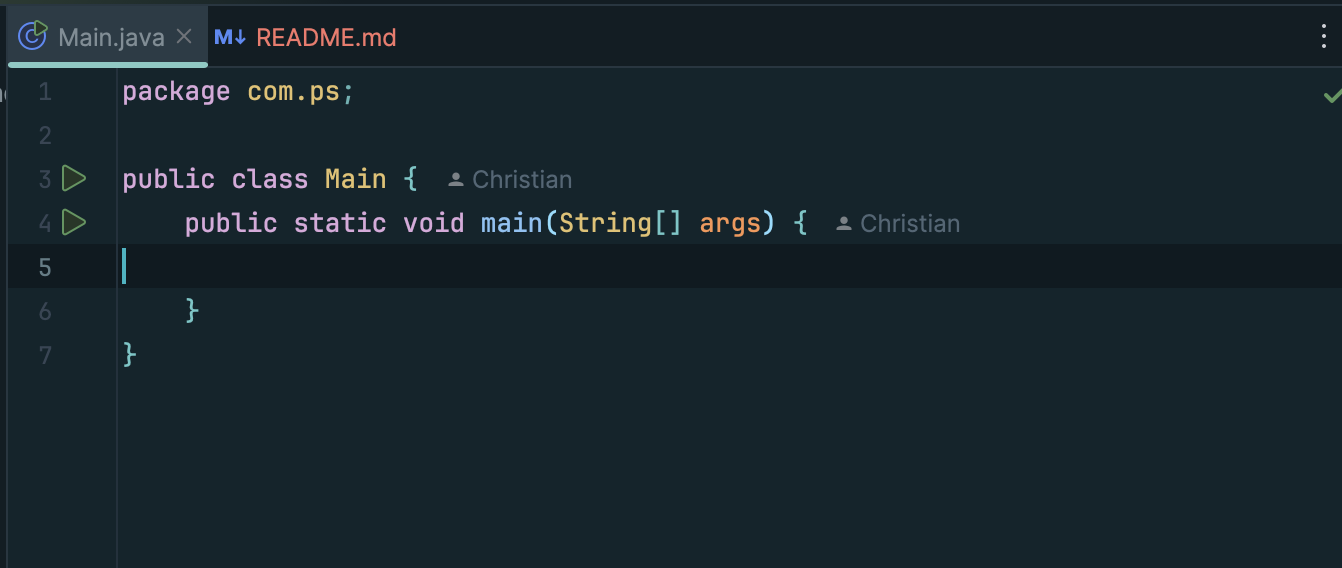 Main.java M↓ README.md
1 package com.ps;
2
3 public class Main { Christian
4 public static void main(String[] args) { Christian
5
6 }
7 }